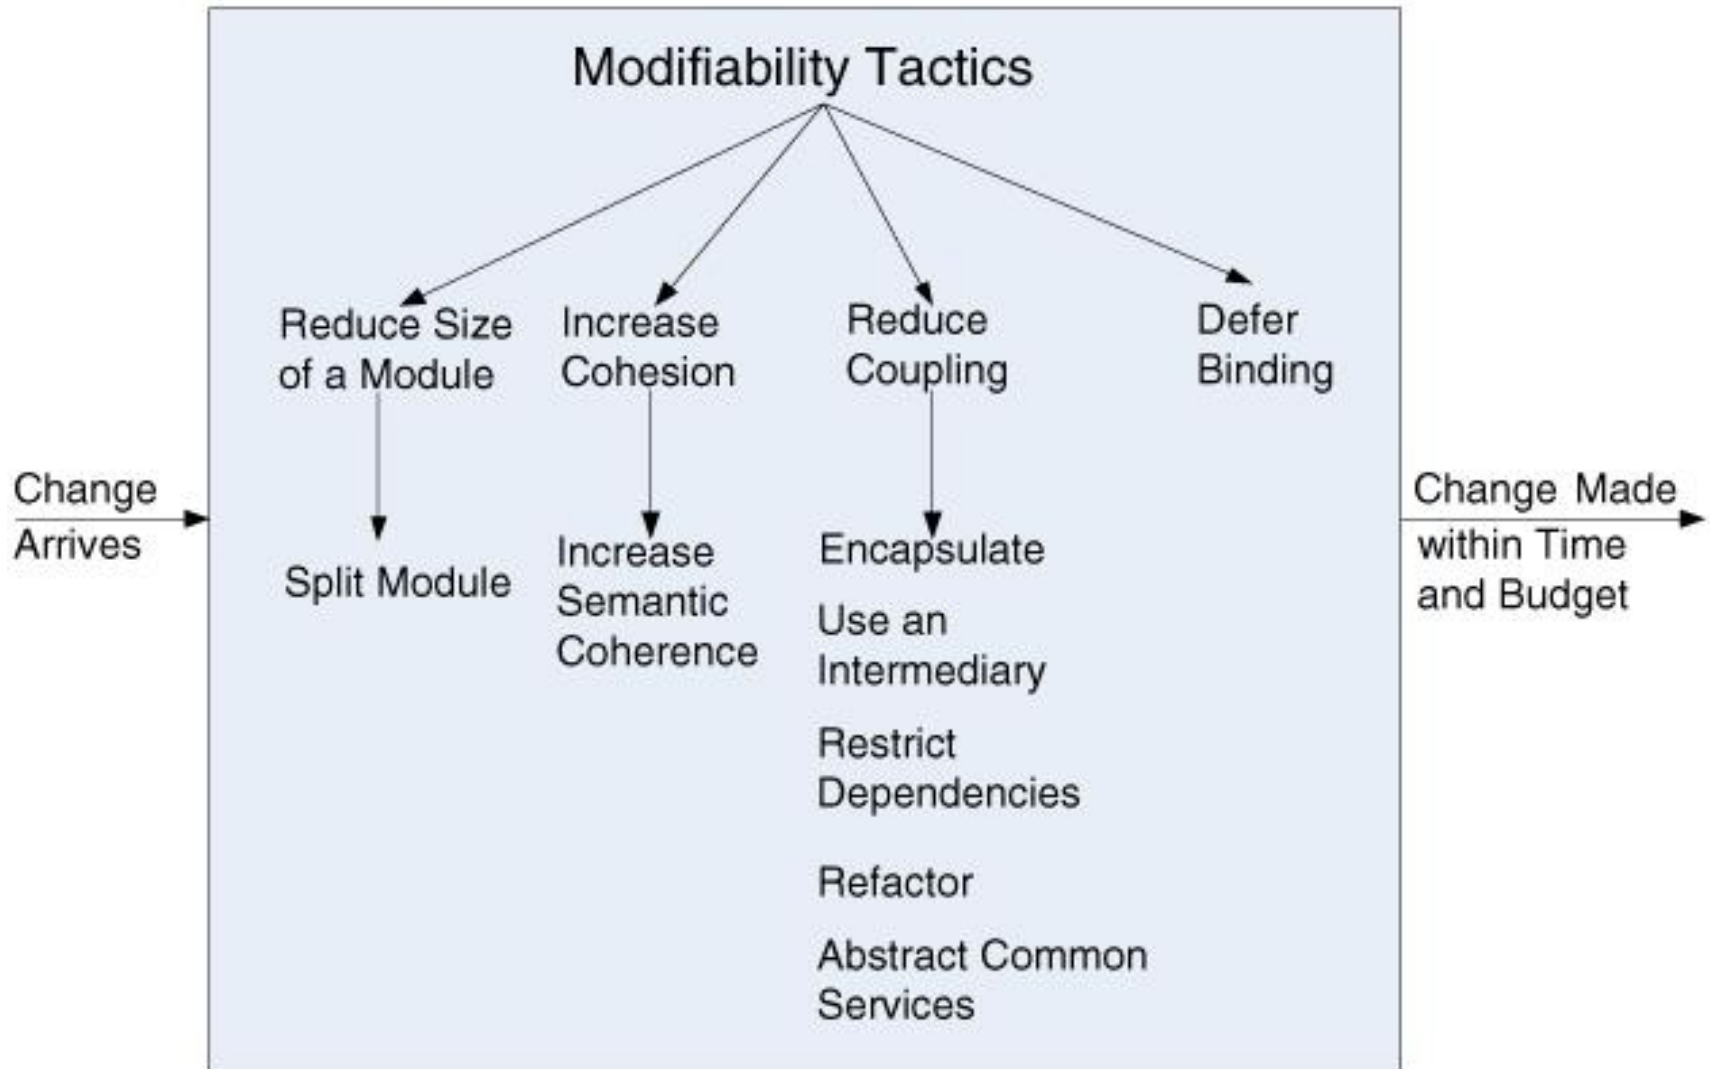 Modifiability Tactics
Reduce Size
of a Module
Increase
Cohesion
Reduce
Coupling
Defer
Binding
Change
Arrives
Split Module
Increase
Semantic
Coherence
Encapsulate
Use an
Intermediary
Restrict
Dependencies
Refactor
Abstract Common
Services
Change Made
within Time
and Budget